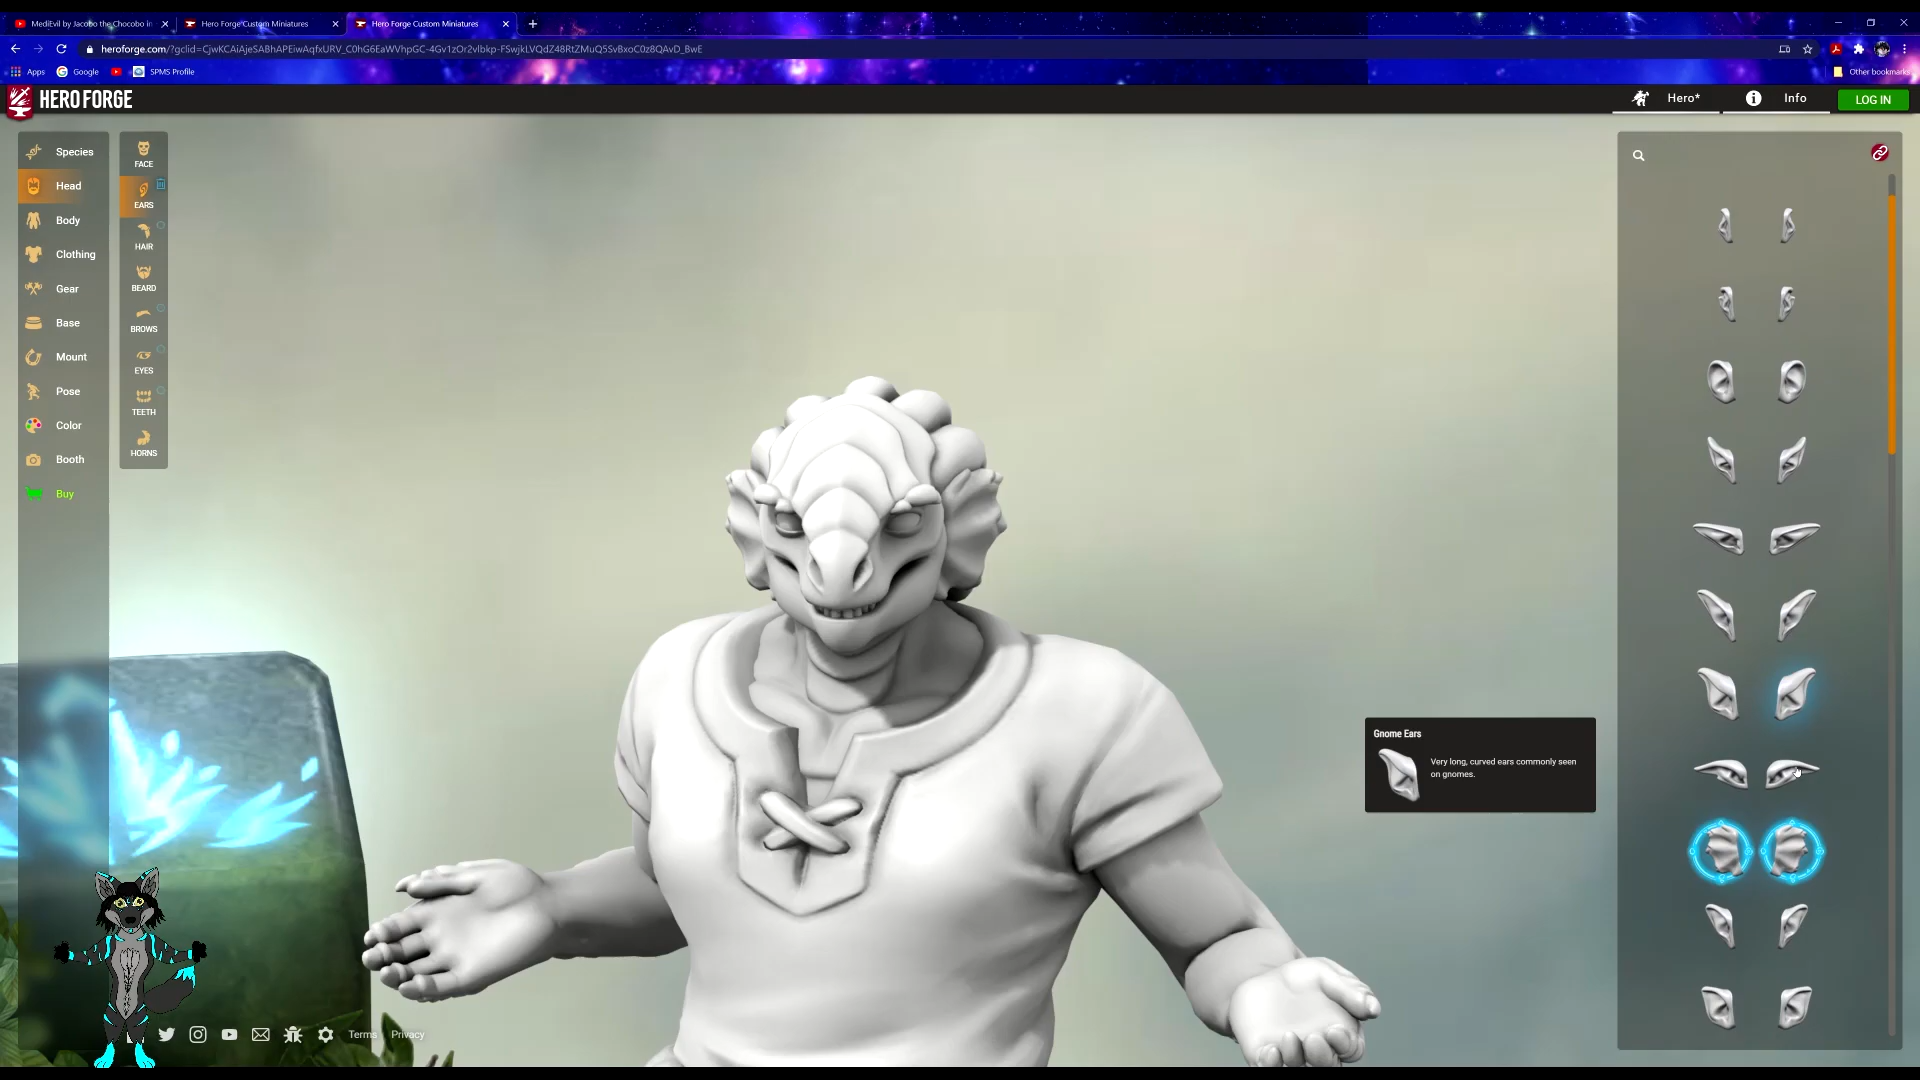 MediEvil by Jacobo the Chocobo in
Hero Forge Custom Miniatures
Hero Forge Custom Miniatures
Apps
Google
SPMS Profile
Other bookmarks
HERO FORGE
Hero*
Info
LOG IN
Species
Head
Body
Clothing
Gear
Base
Mount
Pose
Color
Booth
Buy
FACE
EARS
HAIR
BEARD
BROWS
EYES
TEETH
HORNS
Gnome Ears
Very long, curved ears commonly seen
on gnomes.
Terms
Privacy